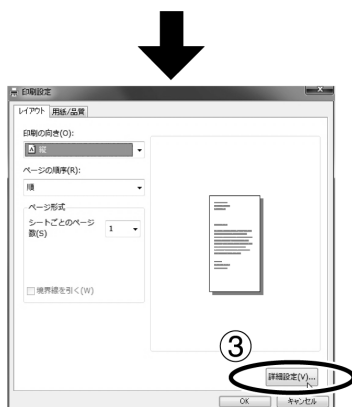 印刷設定
レイアウト 用紙/品質
印刷の向き(O):
縦
ページの順序(R):
順
ページ形式
シートごとのページ
数(S)
1
境界線を引く(W)
③
詳細設定(V)...
OK キャンセル